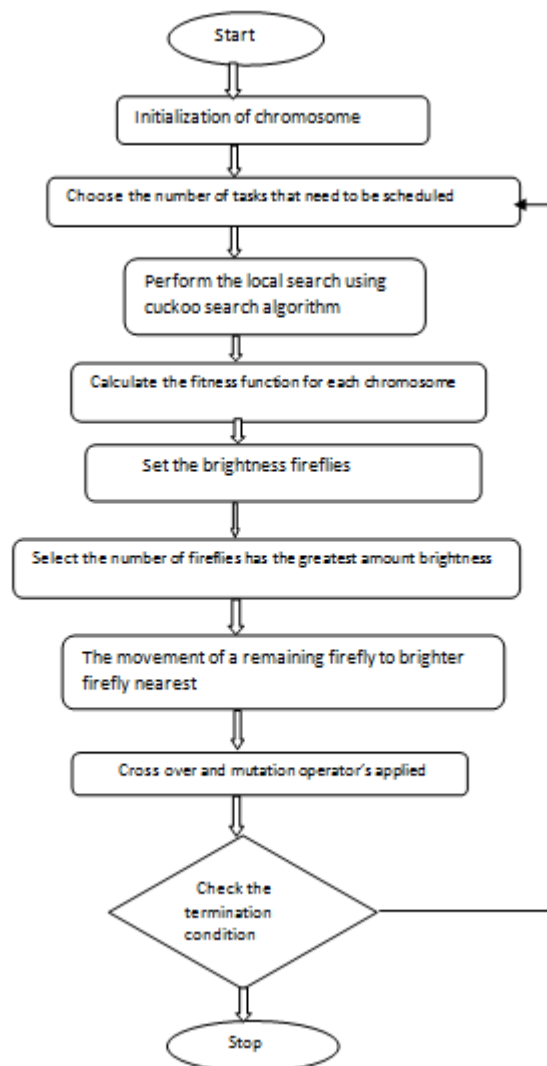 Start
Initialization of chromosome
Choose the number of tasks that need to be scheduled
Perform the local search using
cuckoo search algorithm
Calculate the fitness function for each chromosome
Set the brightness fireflies
Select the number of fireflies has the greatest amount brightness
The movement of a remaining firefly to brighter
firefly nearest
Cross over and mutation operator's applied
Check the
termination
condition
Stop